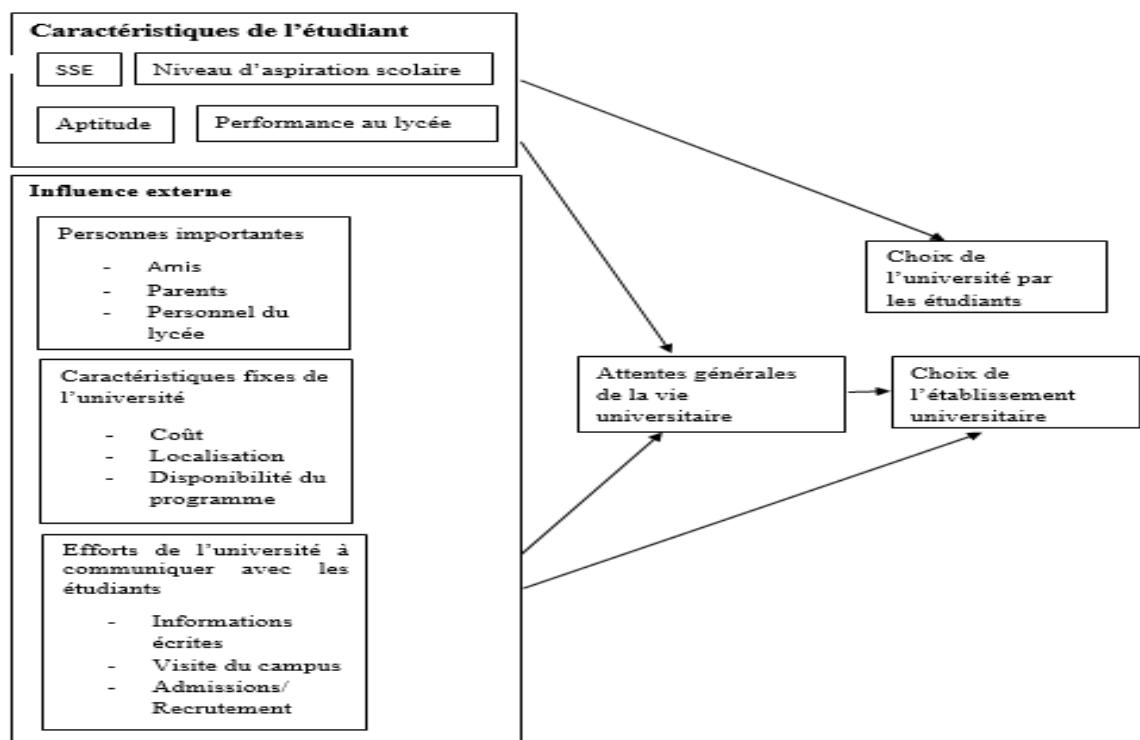 Caractéristiques de l'étudiant
SSE
Niveau d'aspiration scolaire
Aptitude
Performance au lycée
Influence externe
Personnes importantes
- Amis
- Parents
- Personnel du
lycée
Caractéristiques fixes de
l'université
- Coût
- Localisation
- Disponibilité du
programme
Efforts de l'université à
communiquer avec les
étudiants
- Informations
écrites
- Visite du campus
- Admissions/
Recrutement
Attentes générales
de la vie
universitaire
Choix de
l'université par
les étudiants
Choix de
l'établissement
universitaire